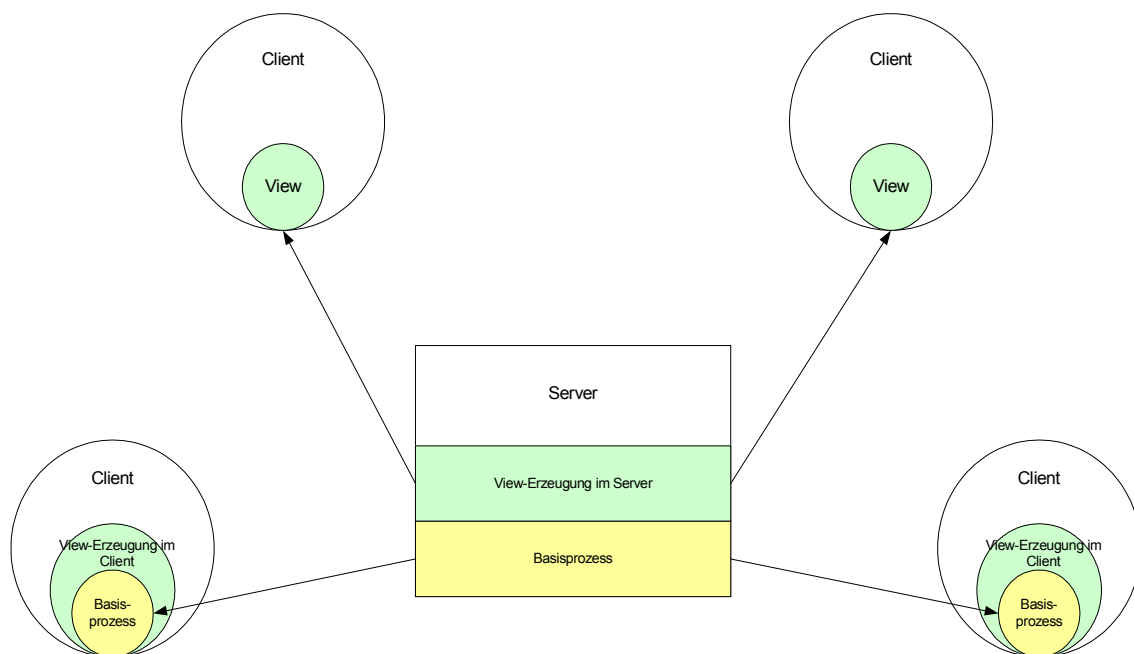 Client
Client
View
View
Server
Client
Client
View-Erzeugung im Server
View-Erzeugung im
Client
View-Erzeugung im
Client
Basisprozess
Basis-
prozess
Basis-
prozess